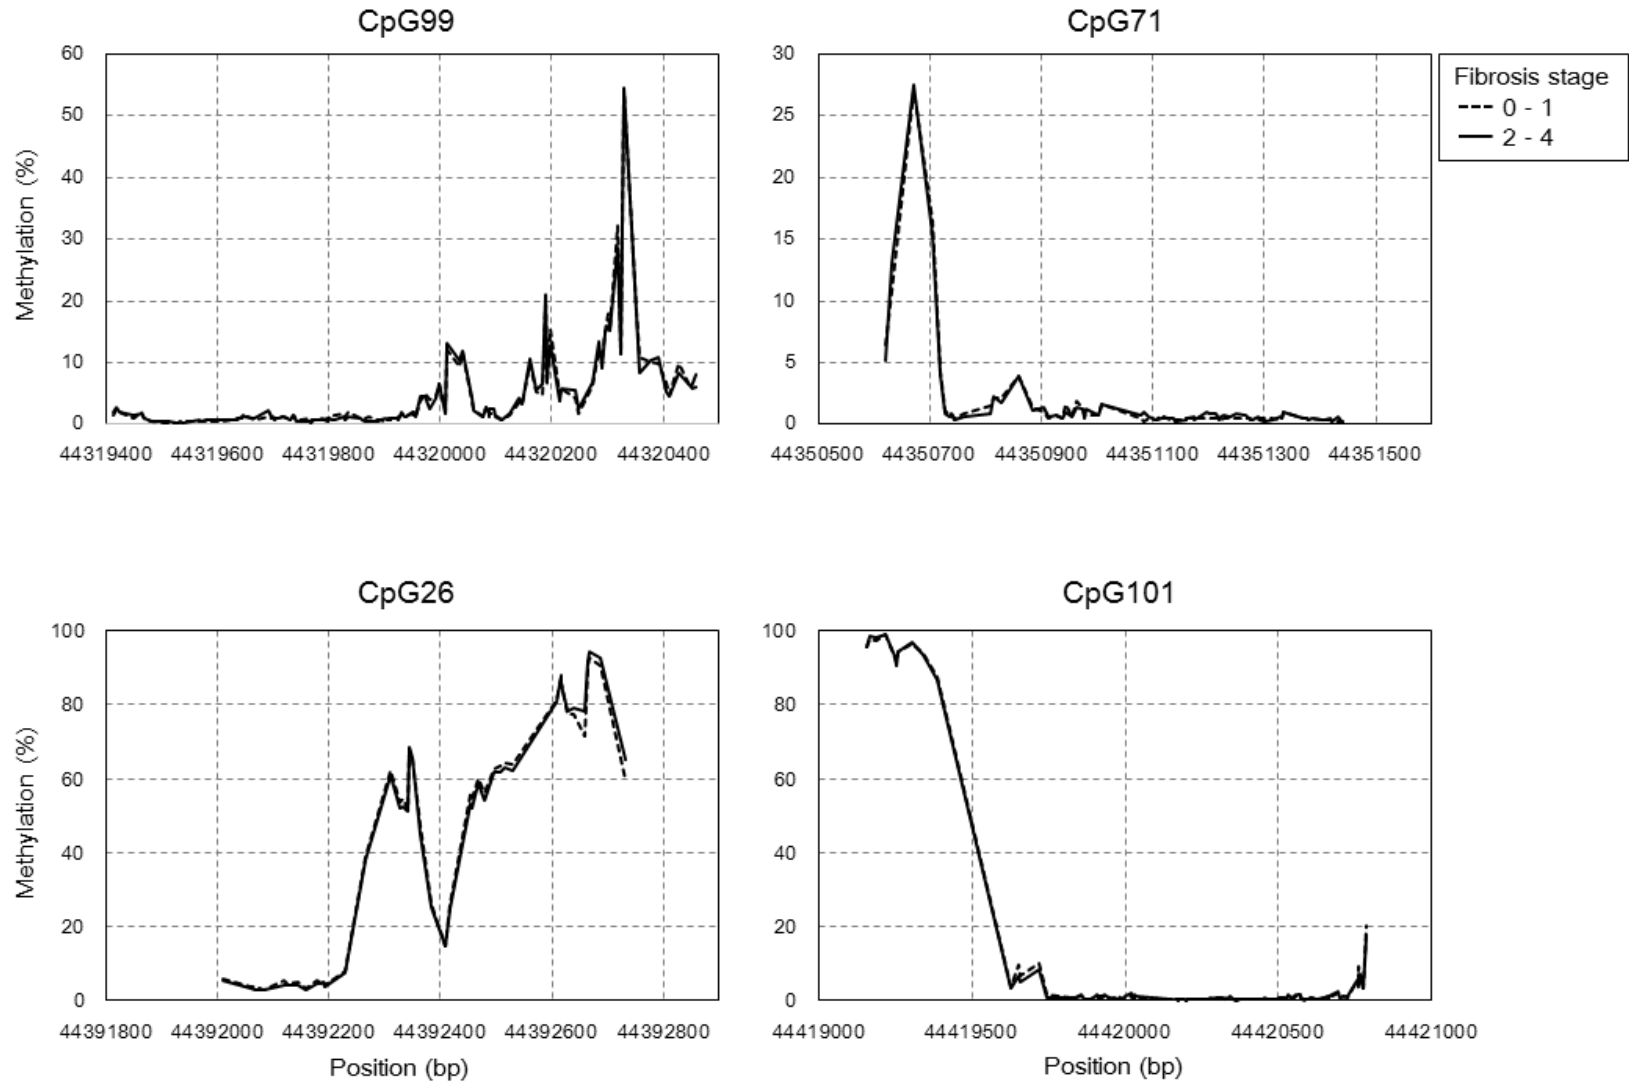 CpG99
Methylation (%)
60
50
40
30
20
10
0
44319400 44319600 44319800 44320000 44320200 44320400
CpG71
30
25
20
15
10
5
0
44350500 44350700 44350900 44351100 44351300 44351500
Fibrosis stage
0 - 1
2 - 4
CpG26
Methylation (%)
100
80
60
40
20
0
44391800 44392000 44392200 44392400 44392600 44392800
Position (bp)
CpG101
100
80
60
40
20
0
44419000 44419500 44420000 44420500 44421000
Position (bp)